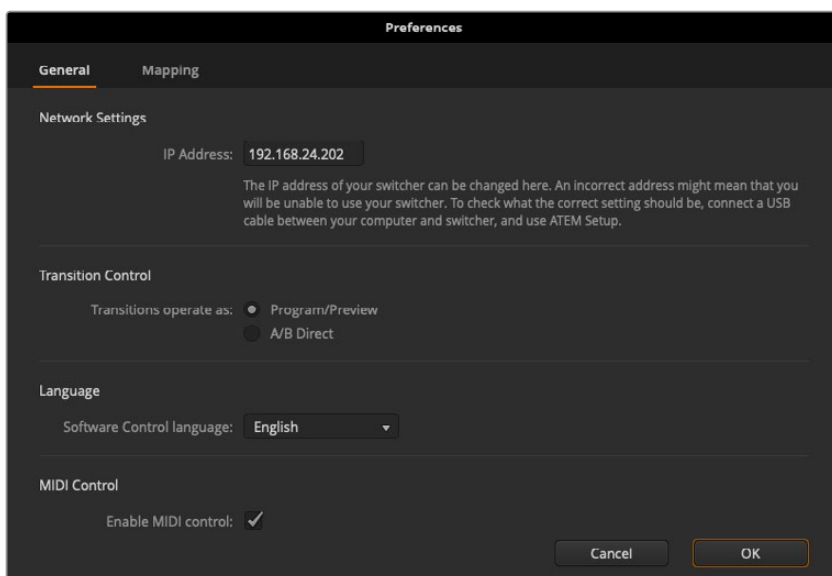 Preferences
General Mapping
Network Settings
IP Address: 192.168.24.202
The IP address of your switcher can be changed here. An incorrect address might mean that you
will be unable to use your switcher. To check what the correct setting should be, connect a USB
cable between your computer and switcher, and use ATEM Setup.
Transition Control
Transitions operate as: Program/Preview
A/B Direct
Language
Software Control language: English
MIDI Control
Enable MIDI control:
Cancel OK